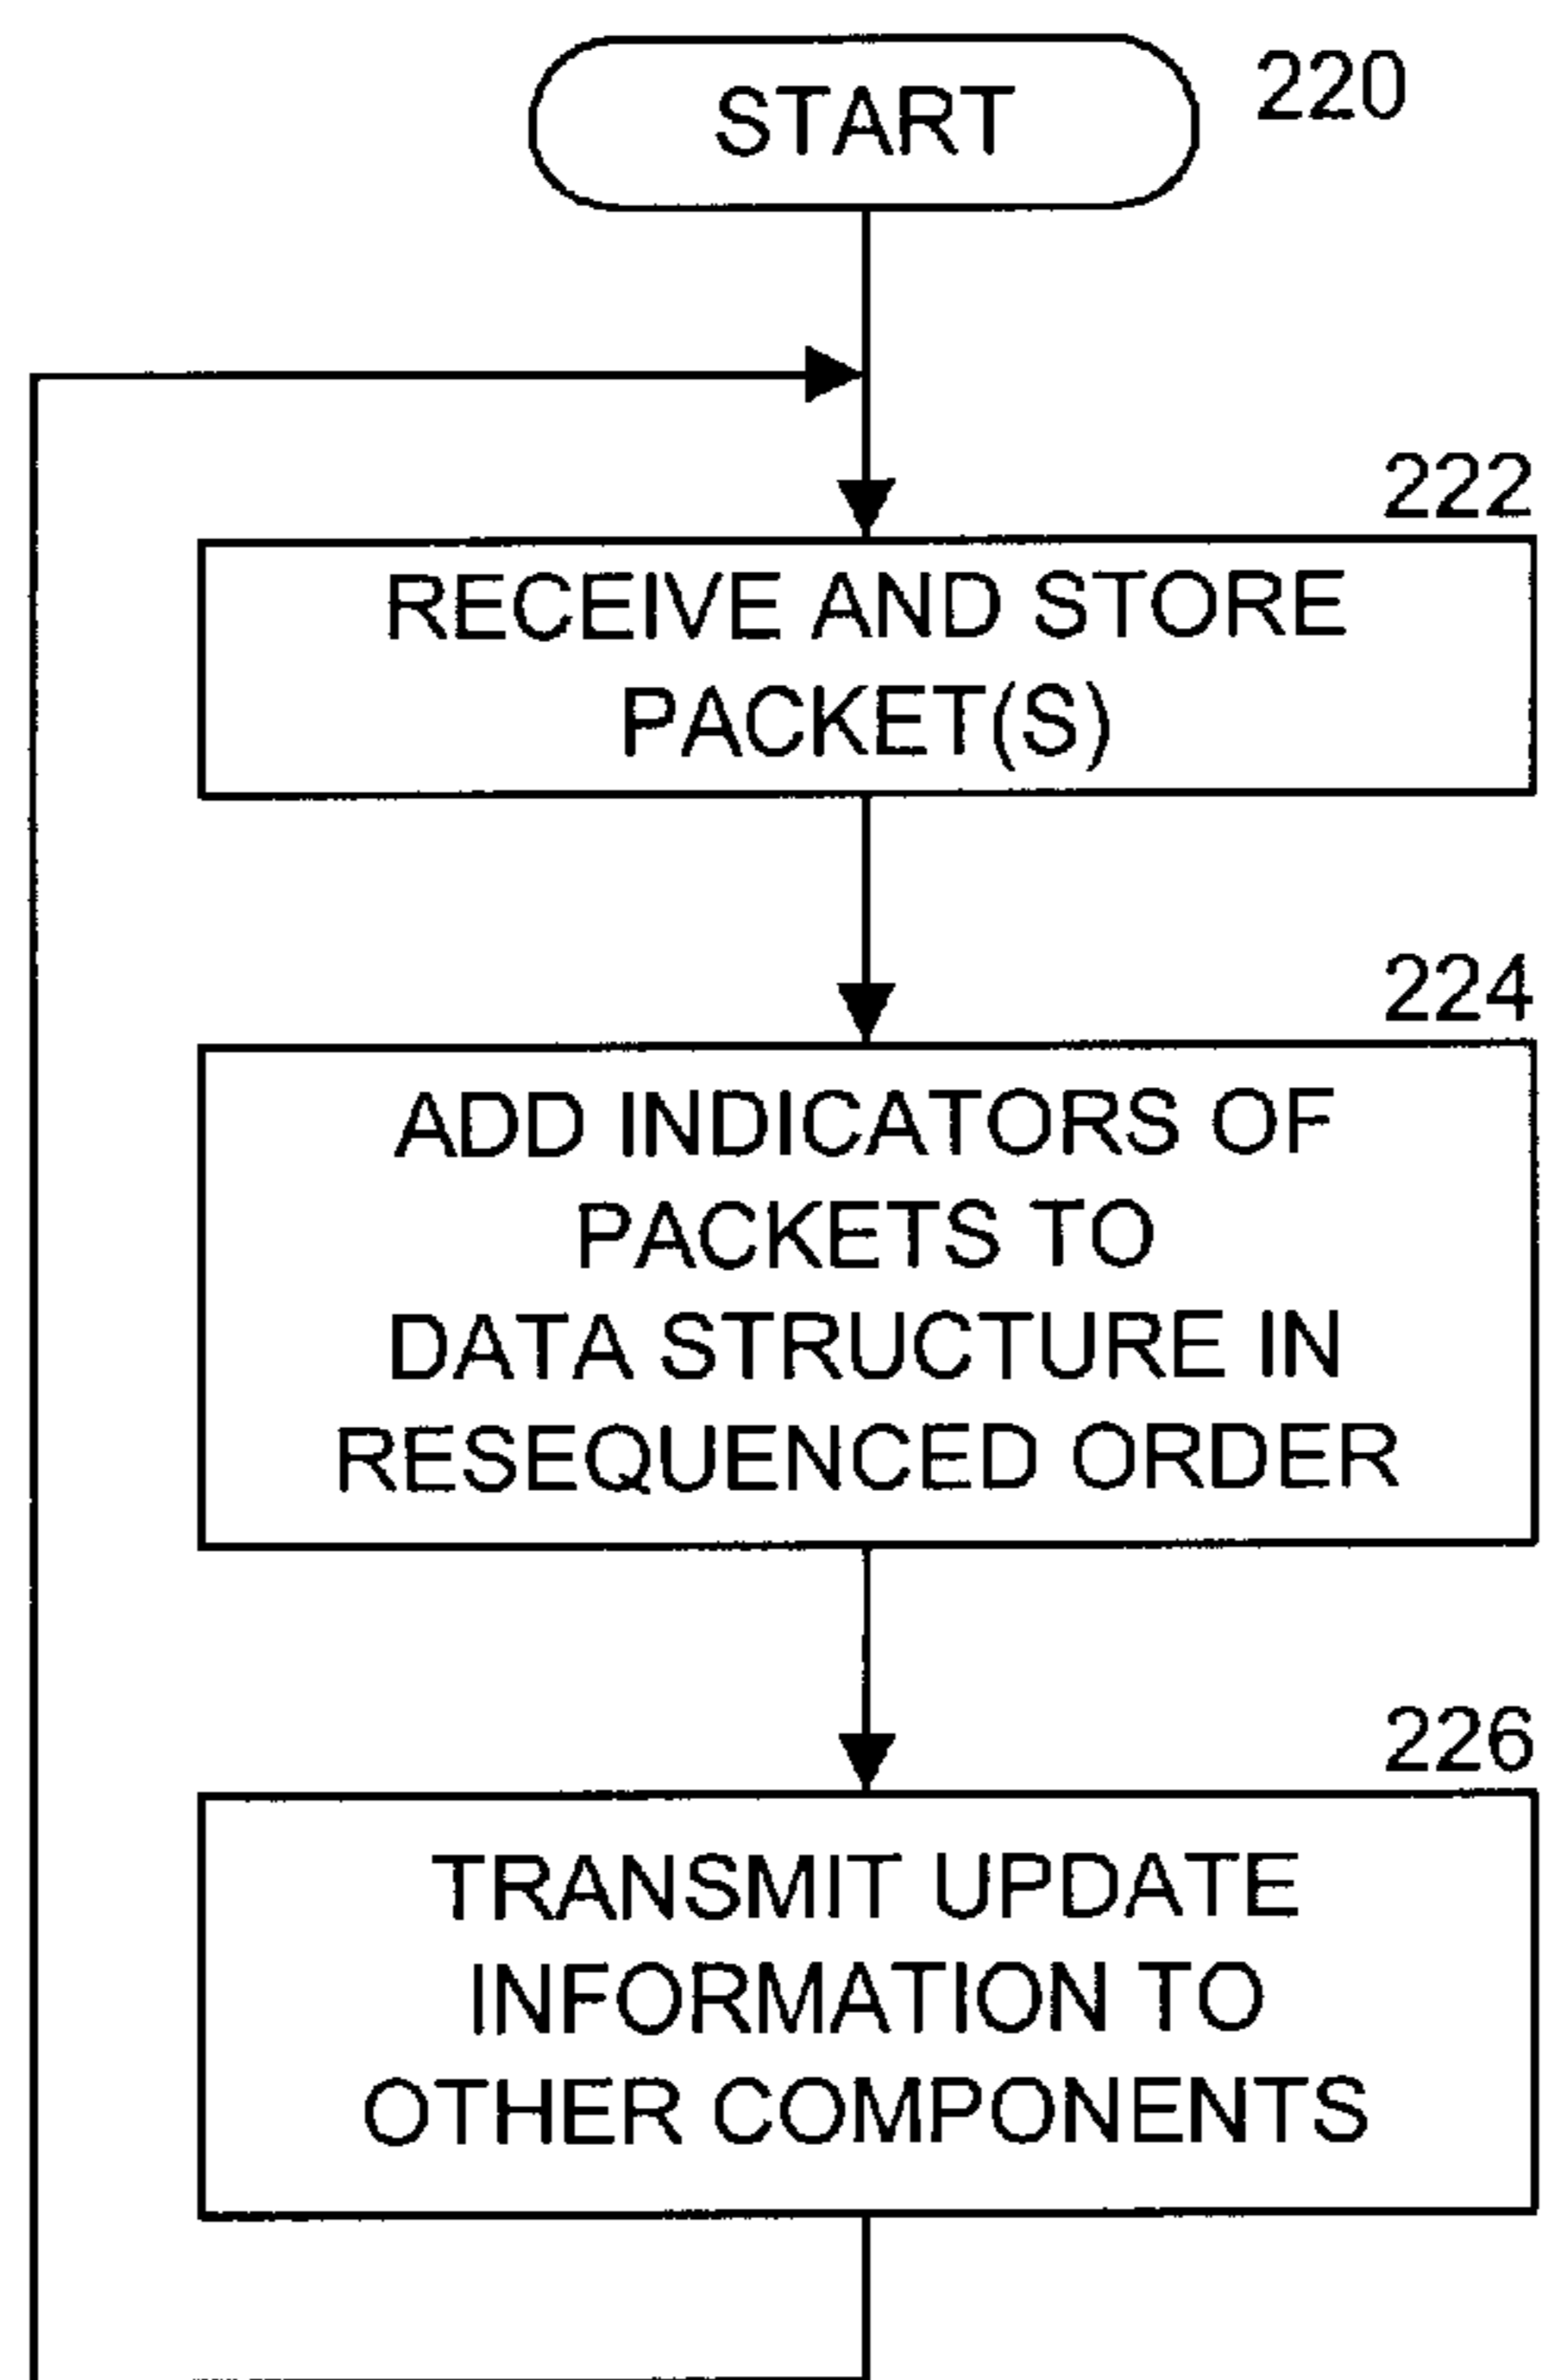 START 220
222
RECEIVE AND STORE
PACKET(S)
224
ADD INDICATORS OF
PACKETS TO
DATA STRUCTURE IN
RESEQUENCED ORDER
226
TRANSMIT UPDATE
INFORMATION TO
OTHER COMPONENTS